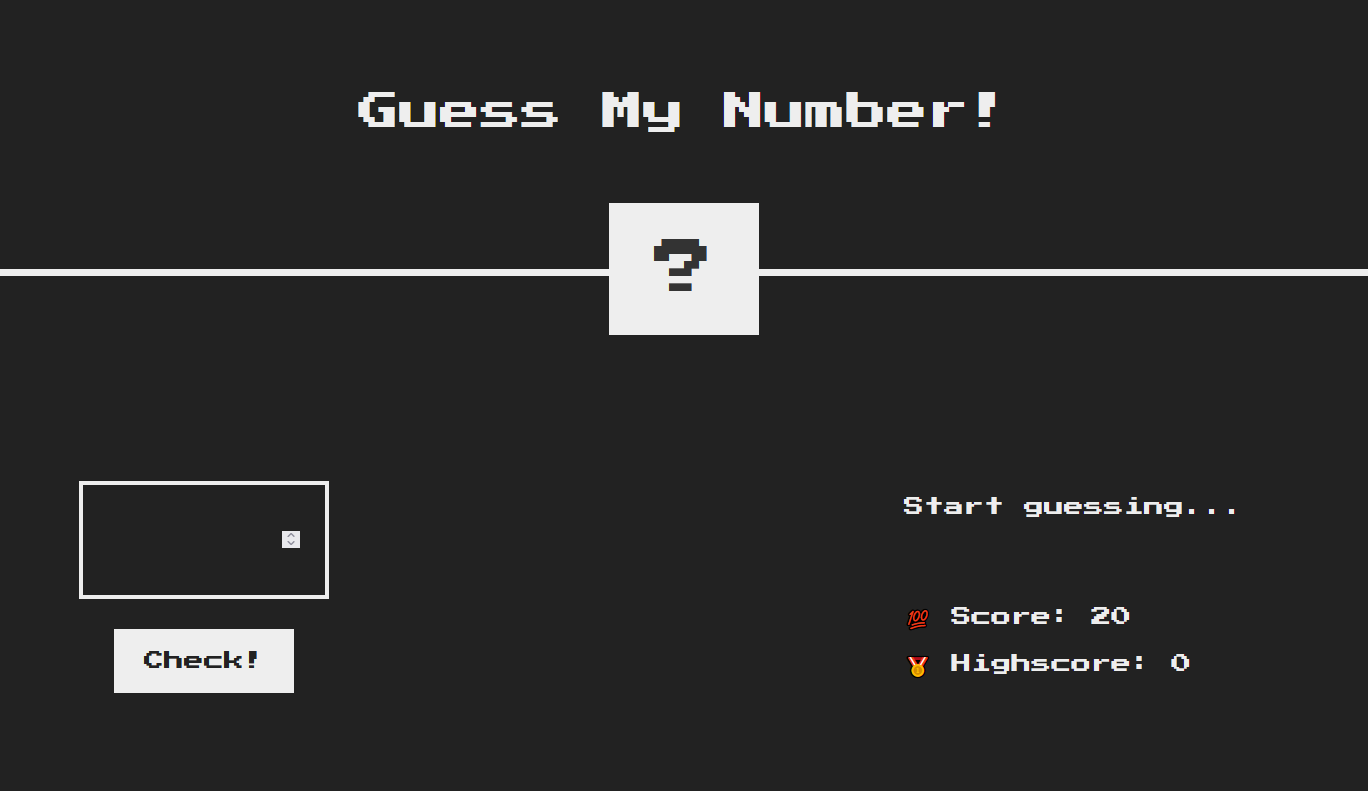 Guess My Number!
?
Start guessing...
💯 Score: 20
Check!
🥇 Highscore: 0